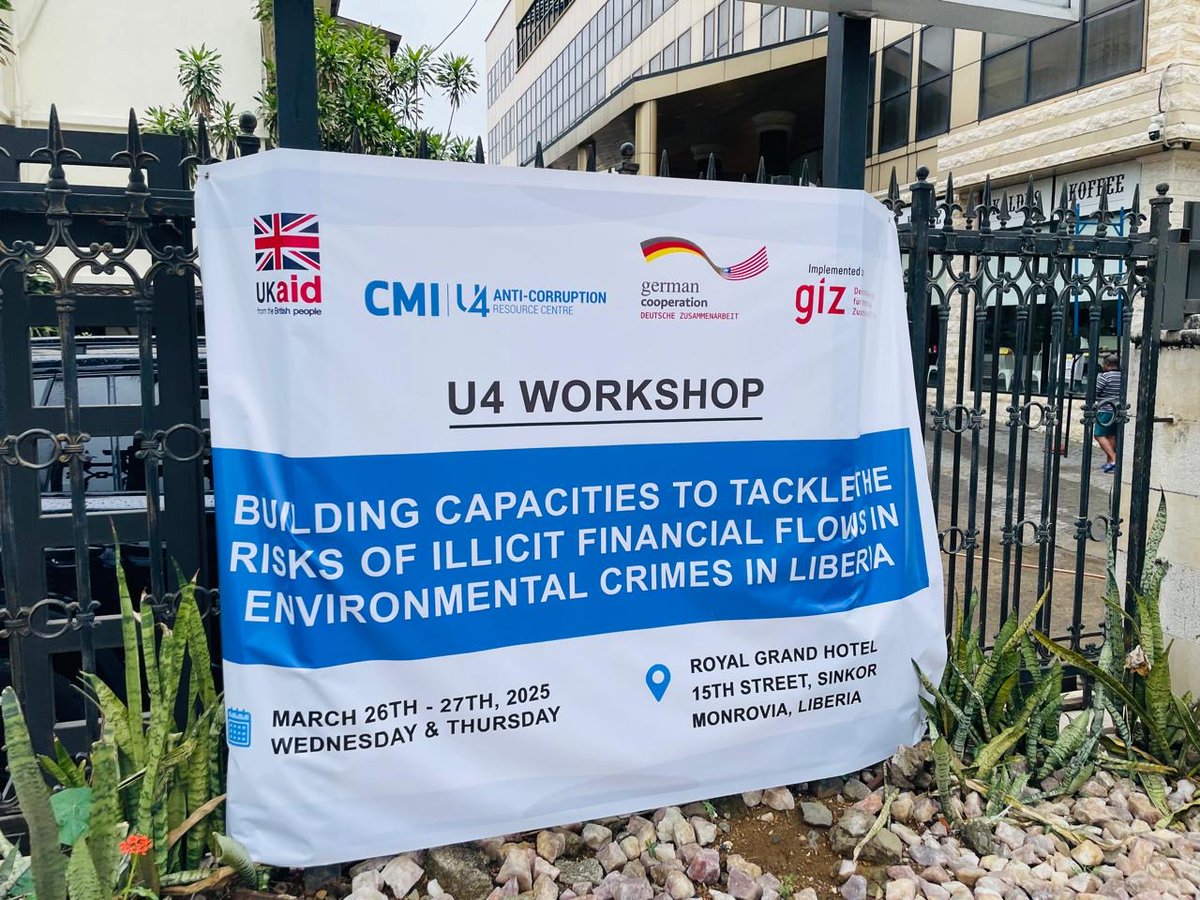 UKaid
from the British people
CMI U4 ANTI-CORRUPTION
RESOURCE CENTRE
german
cooperation
DEUTSCHE ZUSAMMENARBEIT
Implemented
giz
U4 WORKSHOP
BUILDING CAPACITIES TO TACKLE THE
RISKS OF ILLICIT FINANCIAL FLOWS IN
ENVIRONMENTAL CRIMES IN LIBERIA
MARCH 26TH - 27TH, 2025
WEDNESDAY & THURSDAY
ROYAL GRAND HOTEL
15TH STREET, SINKOR
MONROVIA, LIBERIA
KOFFEE